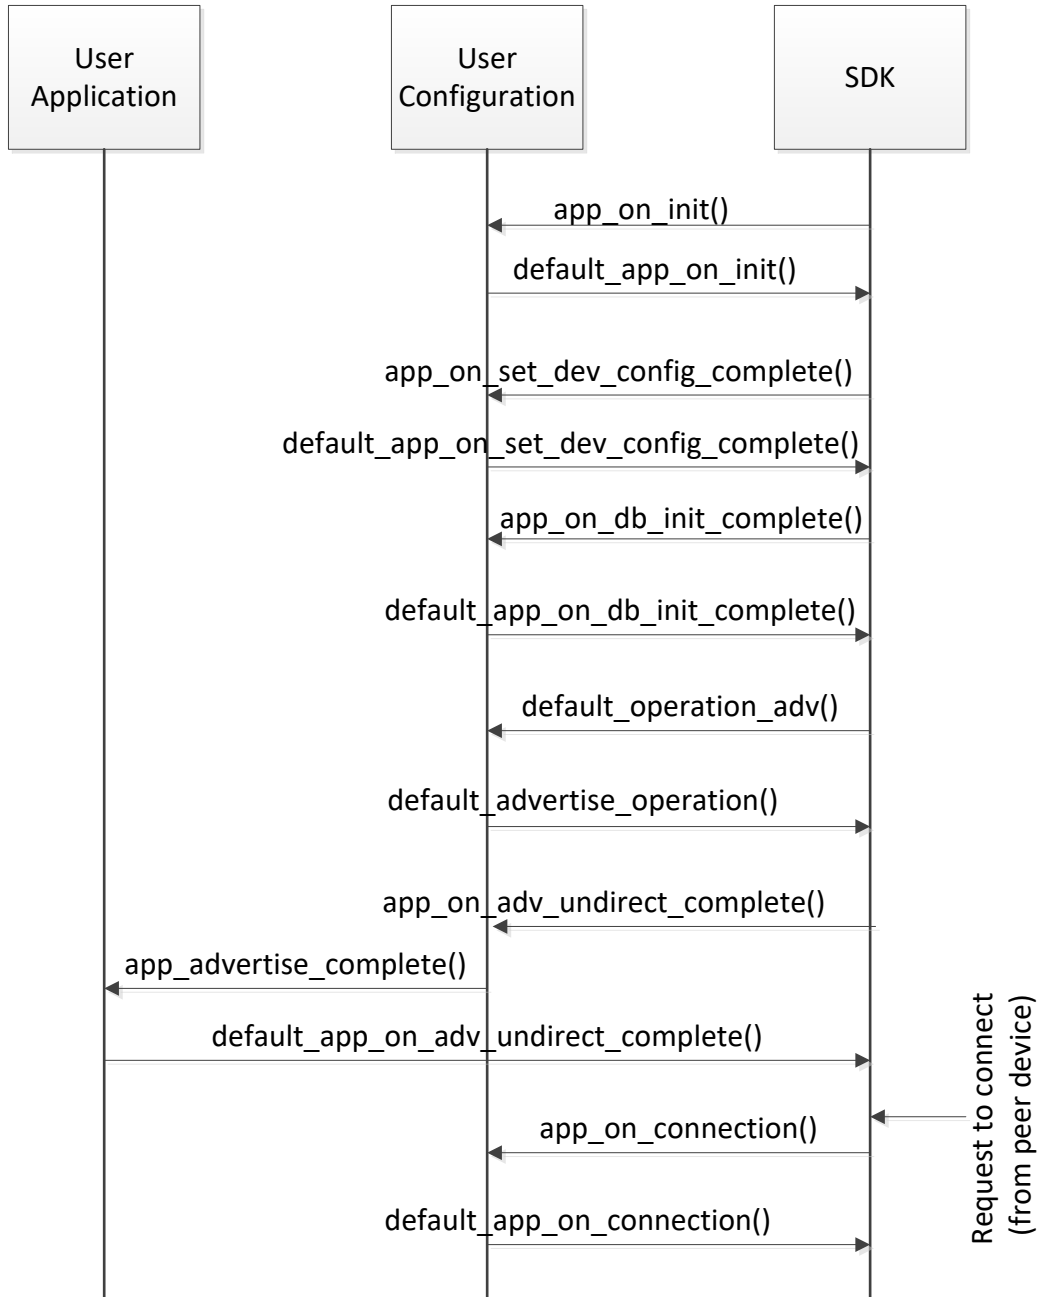 User
Application
User
Configuration
SDK
app_on_init()
default_app_on_init()
app_on_set_dev_config_complete()
default_app_on_set_dev_config_complete()
app_on_db_init_complete()
default_app_on_db_init_complete()
default_operation_adv()
default_advertise_operation()
app_on_adv_undirect_complete()
app_advertise_complete()
default_app_on_adv_undirect_complete()
Request to connect
(from peer device)
app_on_connection()
default_app_on_connection()